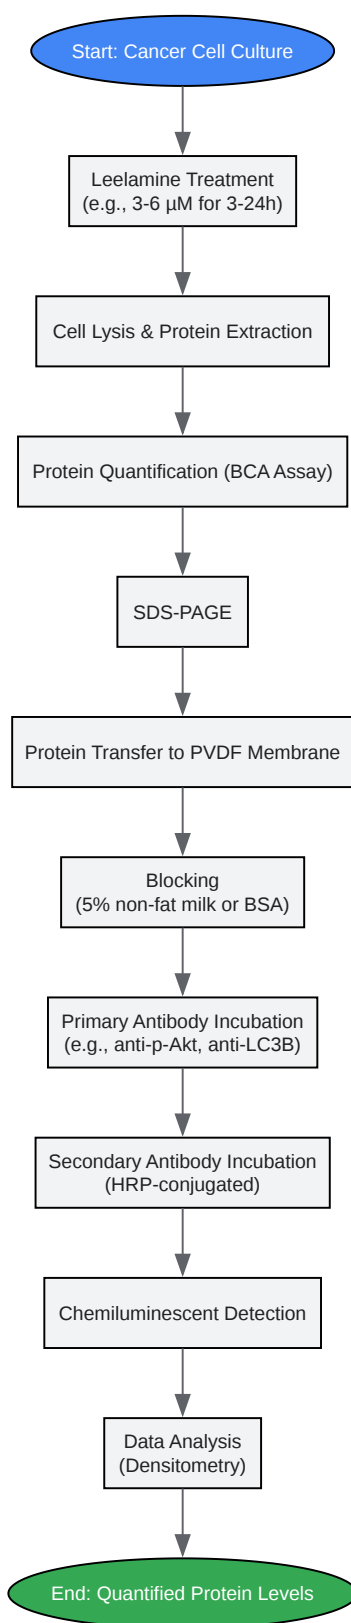 Start: Cancer Cell Culture
Leelamine Treatment
(e.g., 3-6 µM for 3-24h)
Cell Lysis & Protein Extraction
Protein Quantification (BCA Assay)
SDS-PAGE
Protein Transfer to PVDF Membrane
Blocking
(5% non-fat milk or BSA)
Primary Antibody Incubation
(e.g., anti-p-Akt, anti-LC3B)
Secondary Antibody Incubation
(HRP-conjugated)
Chemiluminescent Detection
Data Analysis
(Densitometry)
End: Quantified Protein Levels